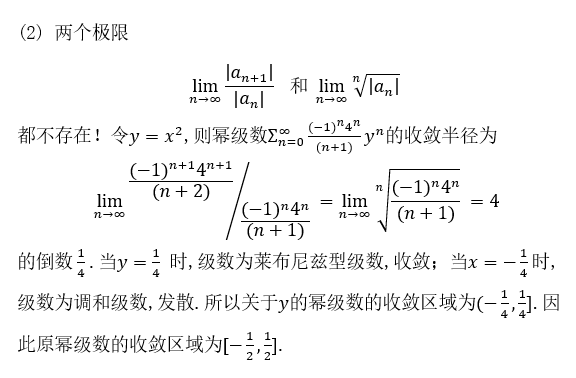 (2) 两个极限
lim_{n→∞} |a_{n+1}|/|a_n| 和 lim_{n→∞} ⁿ√|a_n|
都不存在！令y = x², 则幂级数Σ_{n=0}^{∞} (−1)ⁿ4ⁿ/(n+1) yⁿ的收敛半径为
lim_{n→∞} (−1)ⁿ⁺¹4ⁿ⁺¹/(n + 2) / (−1)ⁿ4ⁿ/(n + 1) = lim_{n→∞} ⁿ√((−1)ⁿ4ⁿ/(n + 1)) = 4
的倒数1/4. 当y = 1/4 时, 级数为莱布尼兹型级数, 收敛；当x = −1/4时,
级数为调和级数, 发散. 所以关于y的幂级数的收敛区域为(−1/4, 1/4]. 因
此原幂级数的收敛区域为[−1/2, 1/2].